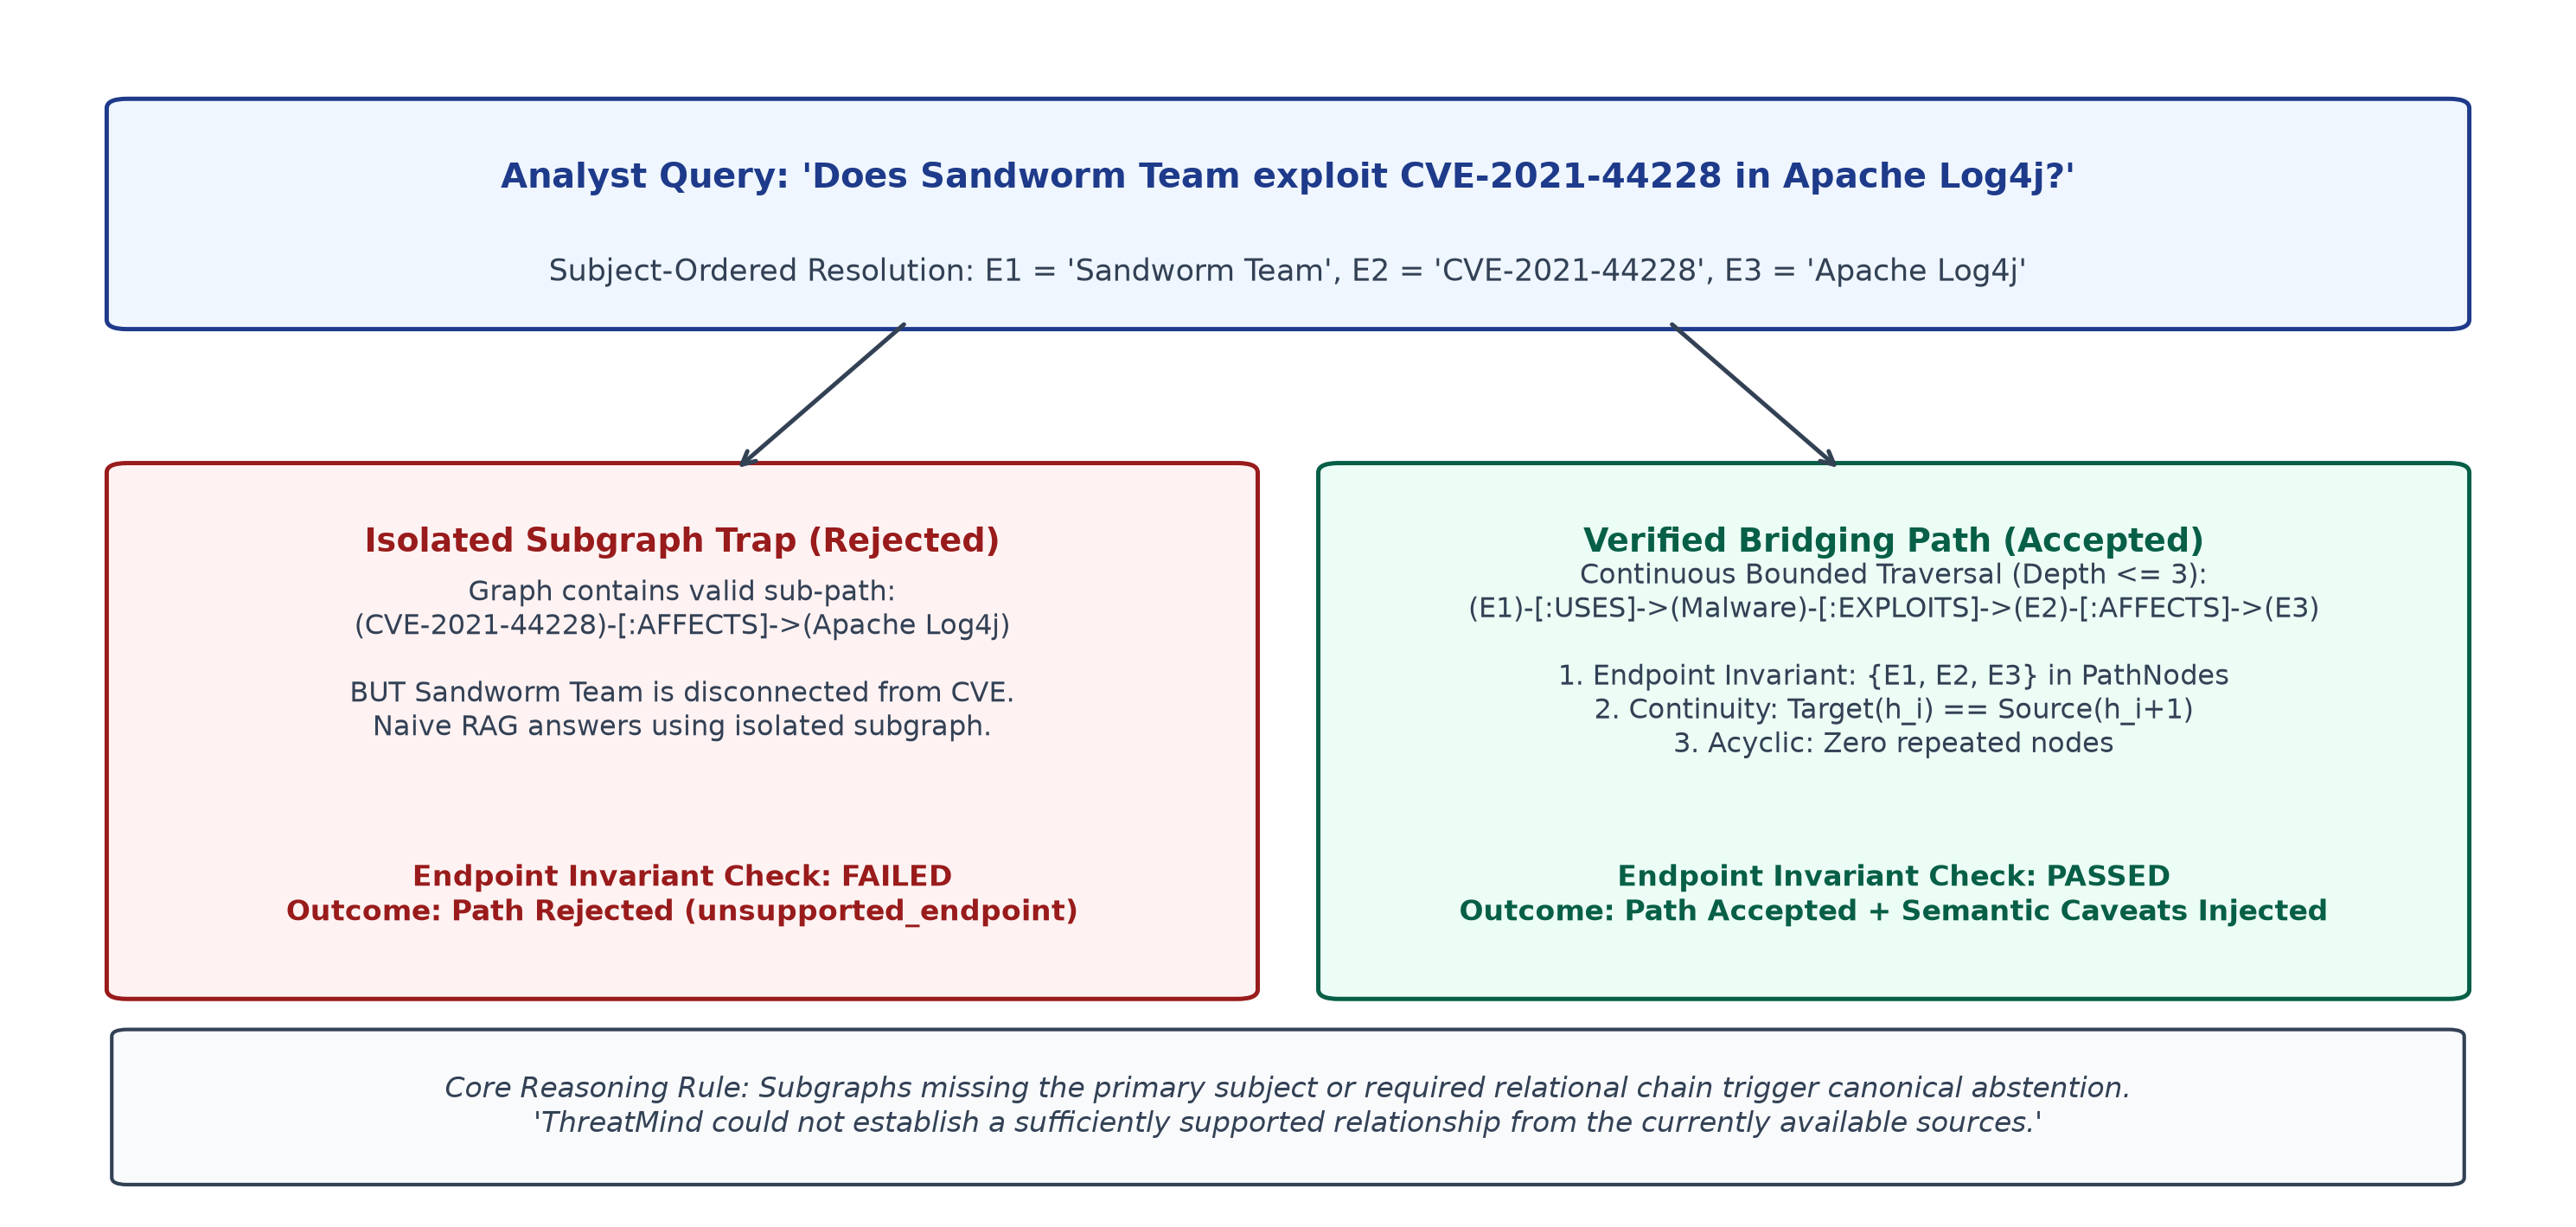 Analyst Query: 'Does Sandworm Team exploit CVE-2021-44228 in Apache Log4j?'
Subject-Ordered Resolution: E1 = 'Sandworm Team', E2 = 'CVE-2021-44228', E3 = 'Apache Log4j'
Isolated Subgraph Trap (Rejected)
Graph contains valid sub-path:
(CVE-2021-44228)-[:AFFECTS]->(Apache Log4j)
BUT Sandworm Team is disconnected from CVE.
Naive RAG answers using isolated subgraph.
Endpoint Invariant Check: FAILED
Outcome: Path Rejected (unsupported_endpoint)
Verified Bridging Path (Accepted)
Continuous Bounded Traversal (Depth <= 3):
(E1)-[:USES]->(Malware)-[:EXPLOITS]->(E2)-[:AFFECTS]->(E3)
1. Endpoint Invariant: {E1, E2, E3} in PathNodes
2. Continuity: Target(h_i) == Source(h_i+1)
3. Acyclic: Zero repeated nodes
Endpoint Invariant Check: PASSED
Outcome: Path Accepted + Semantic Caveats Injected
Core Reasoning Rule: Subgraphs missing the primary subject or required relational chain trigger canonical abstention.
'ThreatMind could not establish a sufficiently supported relationship from the currently available sources.'